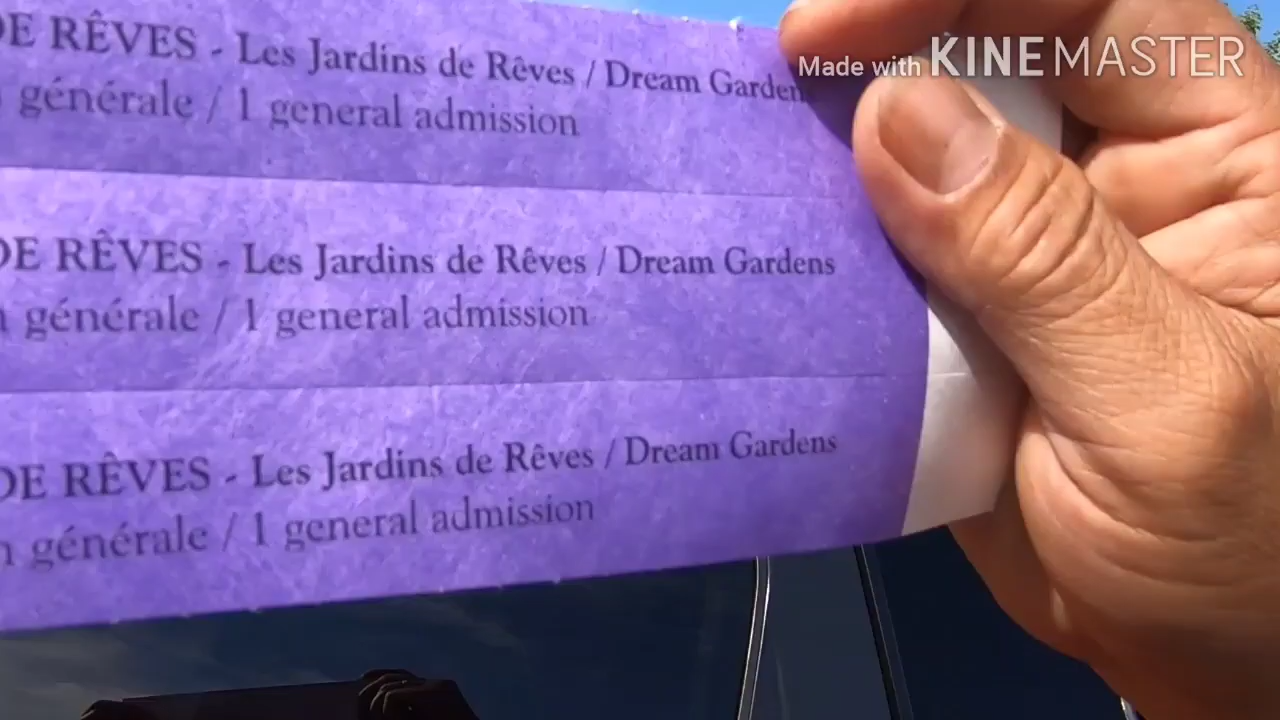 Made with KINEMASTER
DE RÊVES - Les Jardins de Rêves / Dream Gardens
générale / 1 general admission
DE RÊVES - Les Jardins de Rêves / Dream Gardens
générale / 1 general admission
DE RÊVES - Les Jardins de Rêves / Dream Gardens
générale / 1 general admission